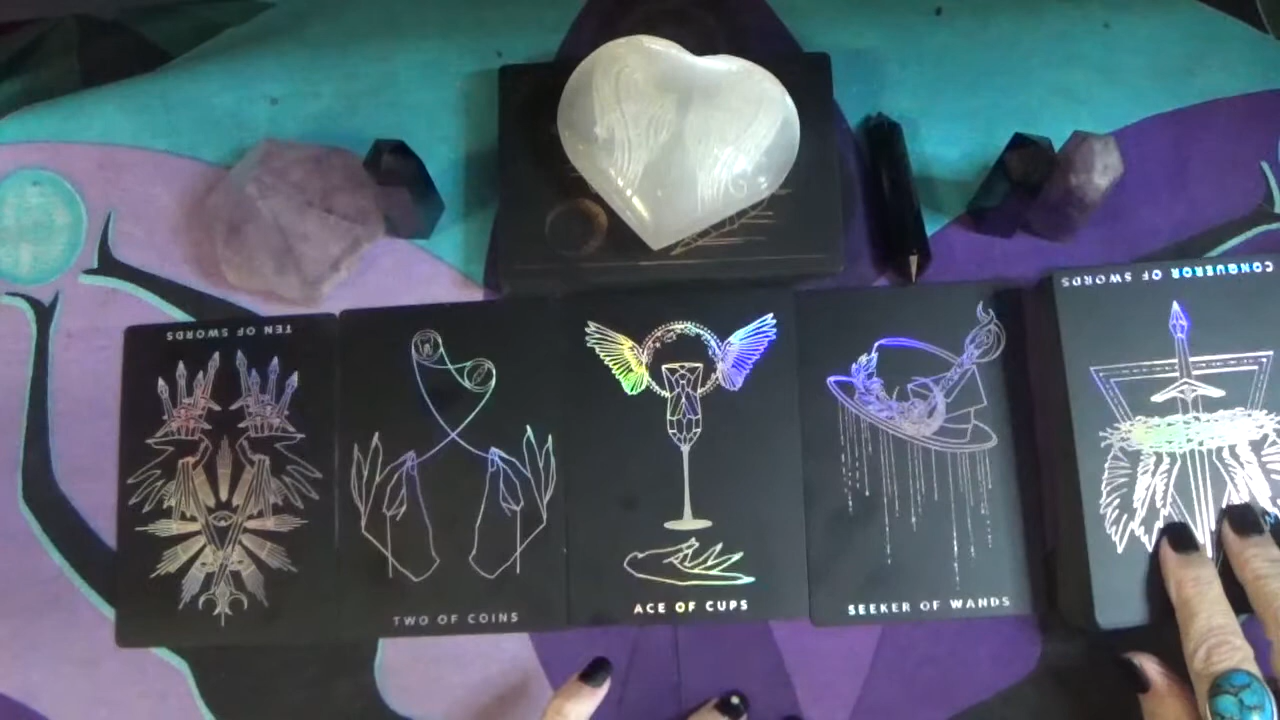 TEN OF SWORDS
TWO OF COINS
ACE OF CUPS
SEEKER OF WANDS
CONQUEROR OF SWORDS